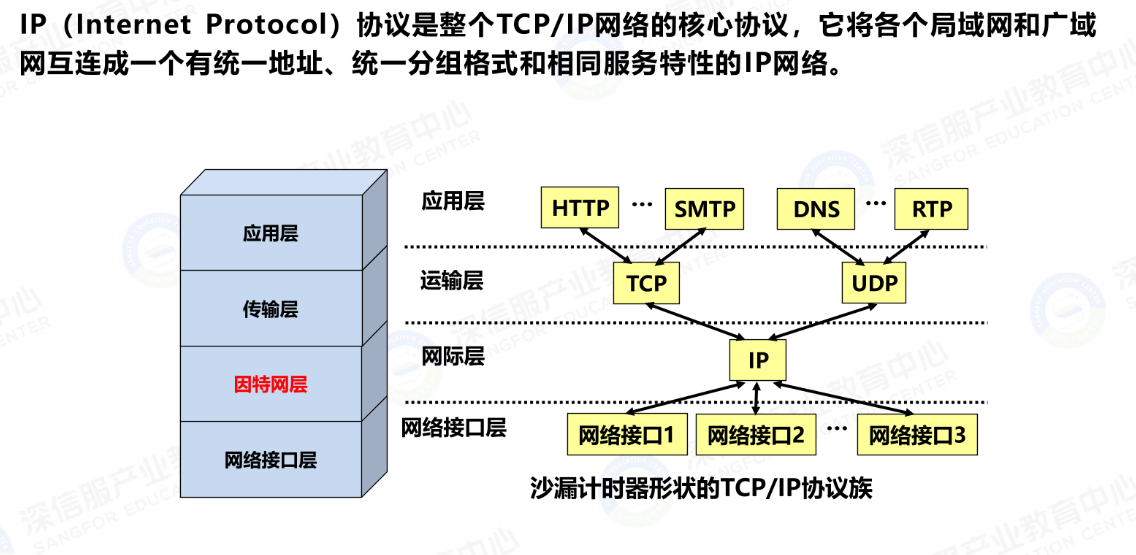 IP（Internet Protocol）协议是整个TCP/IP网络的核心协议，它将各个局域网和广域
网互连成一个有统一地址、统一分组格式和相同服务特性的IP网络。
应用层
传输层
因特网层
网络接口层
应用层
HTTP ... SMTP DNS ... RTP
运输层
TCP UDP
网际层
IP
网络接口层
网络接口1 网络接口2 ... 网络接口3
沙漏计时器形状的TCP/IP协议族
深信服产业教育中心
SANGFOR EDUCATION CENTER